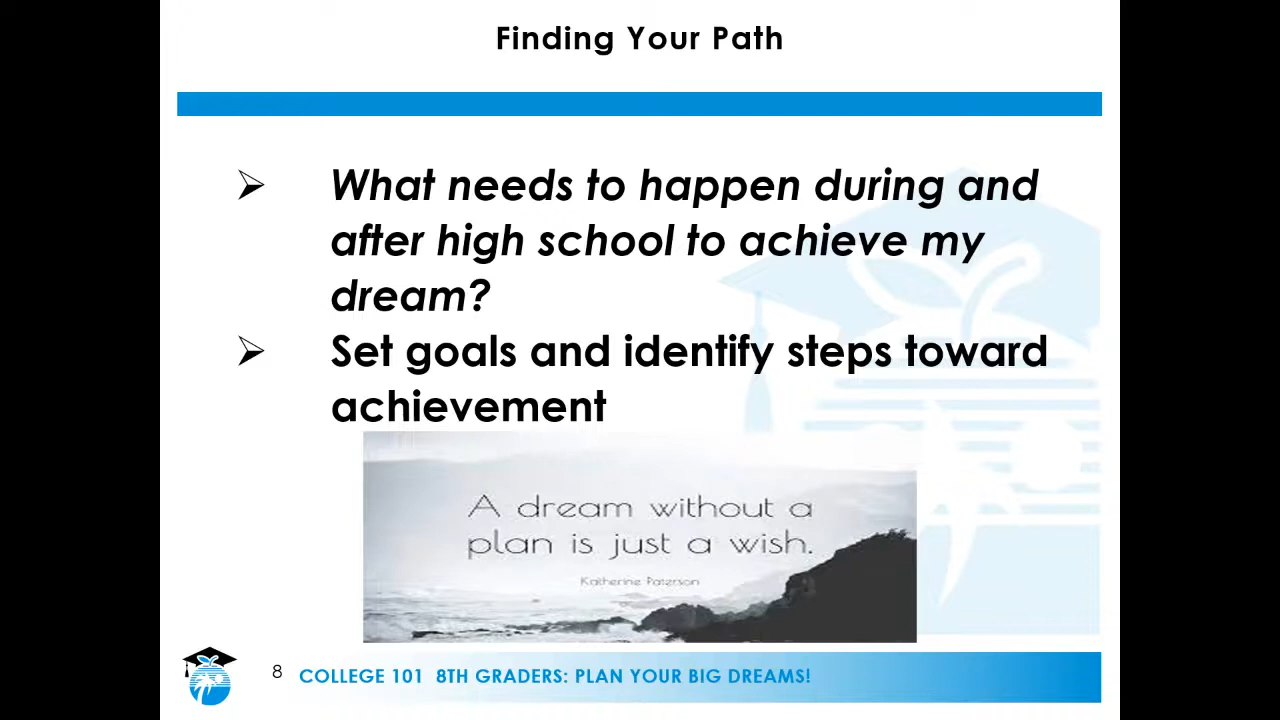 Finding Your Path
What needs to happen during and
after high school to achieve my
dream?
Set goals and identify steps toward
achievement
A dream without a
plan is just a wish.
Katherine Paterson
8 COLLEGE 101 8TH GRADERS: PLAN YOUR BIG DREAMS!